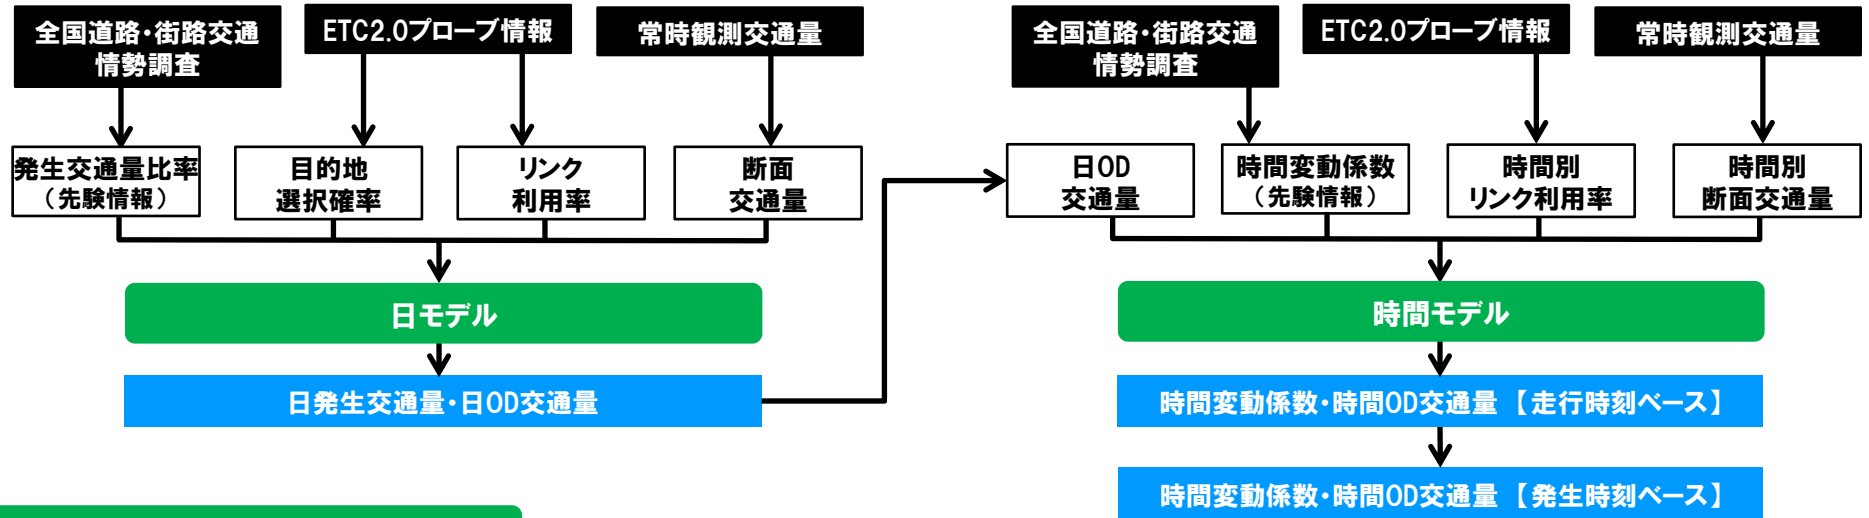 全国道路・街路交通
情勢調査
ETC2.0プローブ情報
常時観測交通量
発生交通量比率
(先験情報)
目的地
選択確率
リンク
利用率
断面
交通量
日モデル
日発生交通量・日OD交通量
全国道路・街路交通
情勢調査
ETC2.0プローブ情報
常時観測交通量
日OD
交通量
時間変動係数
(先験情報)
時間別
リンク利用率
時間別
断面交通量
時間モデル
時間変動係数・時間OD交通量【走行時刻ベース】
時間変動係数・時間OD交通量【発生時刻ベース】